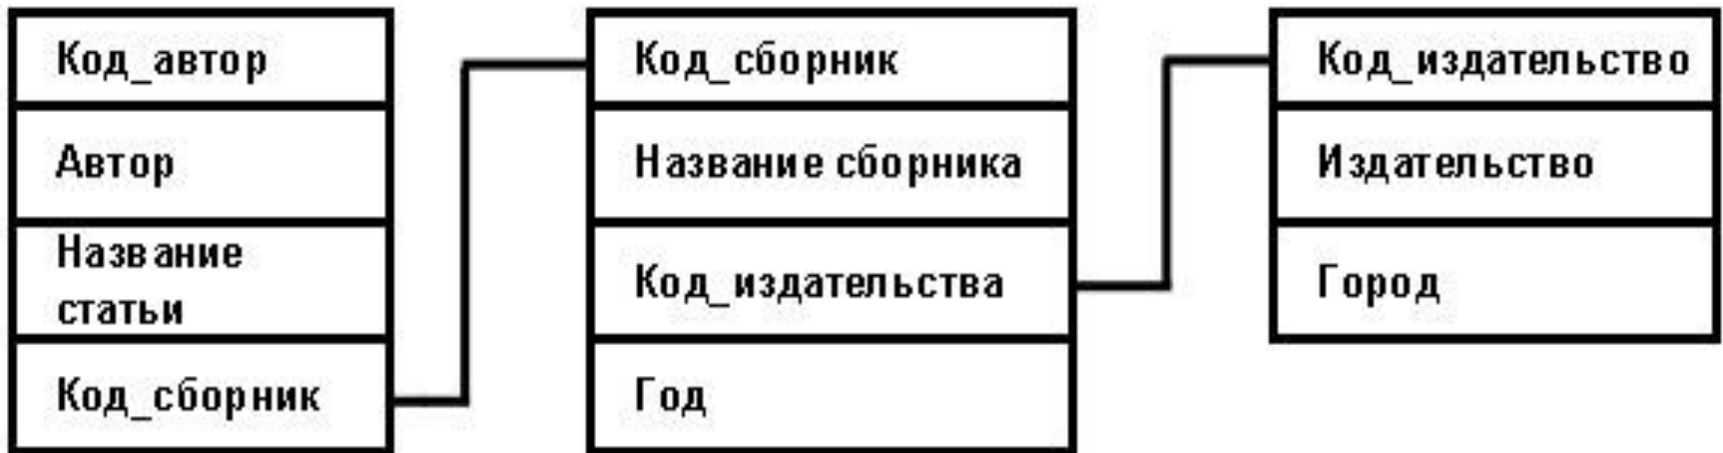 Код_автор
Автор
Название
статьи
Код_сборник
Код_сборник
Название сборника
Код_издательства
Год
Код_издательство
Издательство
Город